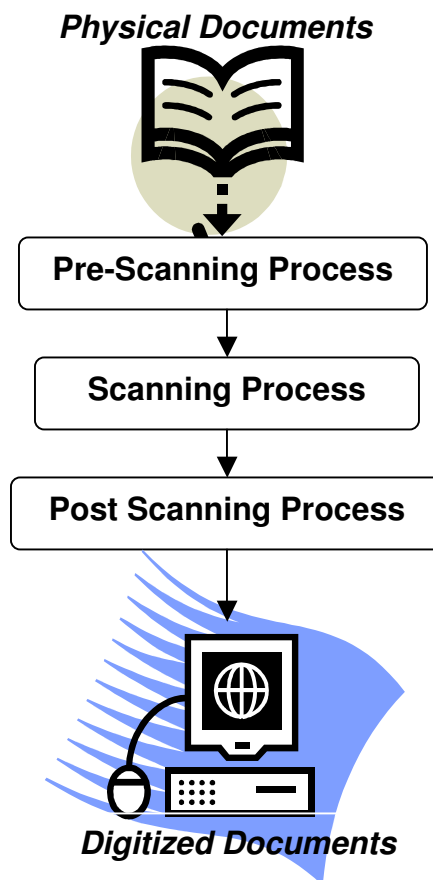 Physical Documents
Pre-Scanning Process
Scanning Process
Post Scanning Process
Digitized Documents